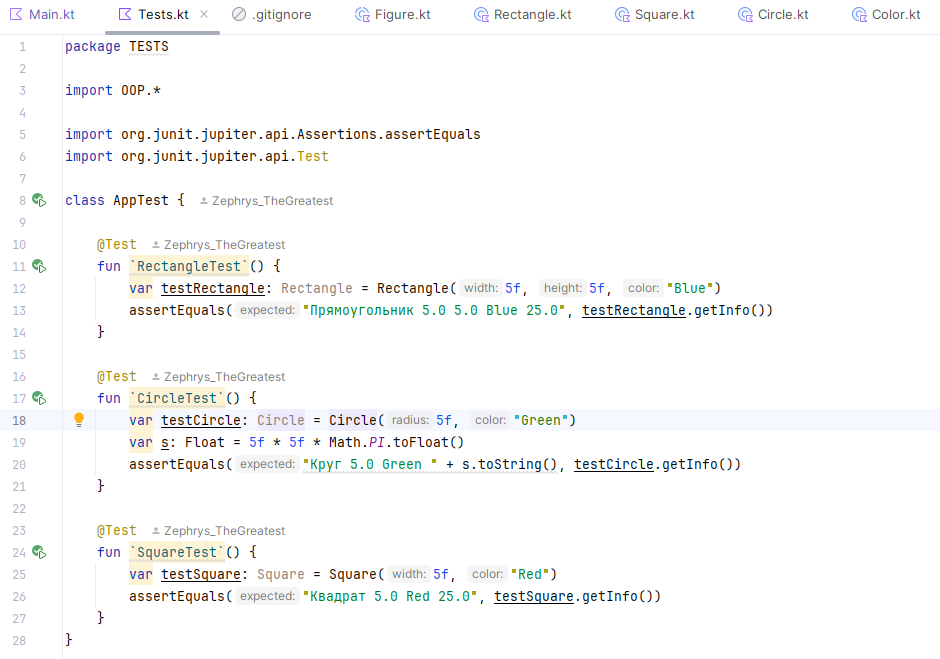 Main.kt Tests.kt × .gitignore Figure.kt Rectangle.kt Square.kt Circle.kt Color.kt
1 package TESTS
2
3 import OOP.*
4
5 import org.junit.jupiter.api.Assertions.assertEquals
6 import org.junit.jupiter.api.Test
7
8 class AppTest { Zephrys_TheGreatest
9
10 @Test Zephrys_TheGreatest
11 fun `RectangleTest`() {
12 var testRectangle: Rectangle = Rectangle( width: 5f, height: 5f, color: "Blue")
13 assertEquals( expected: "Прямоугольник 5.0 5.0 Blue 25.0", testRectangle.getInfo())
14 }
15
16 @Test Zephrys_TheGreatest
17 fun `CircleTest`() {
18 var testCircle: Circle = Circle( radius: 5f, color: "Green")
19 var s: Float = 5f * 5f * Math.PI.toFloat()
20 assertEquals( expected: "Круг 5.0 Green " + s.toString(), testCircle.getInfo())
21 }
22
23 @Test Zephrys_TheGreatest
24 fun `SquareTest`() {
25 var testSquare: Square = Square( width: 5f, color: "Red")
26 assertEquals( expected: "Квадрат 5.0 Red 25.0", testSquare.getInfo())
27 }
28 }